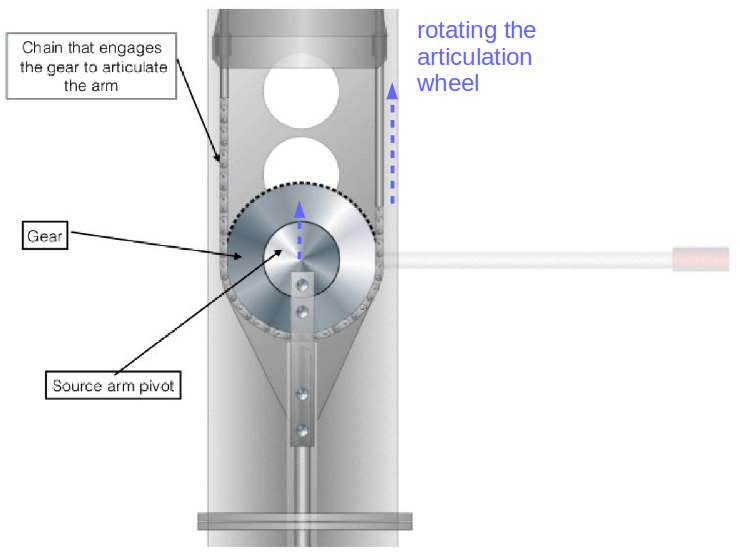 rotating the
articulation
wheel
Chain that engages
the gear to articulate
the arm
Gear
Source arm pivot